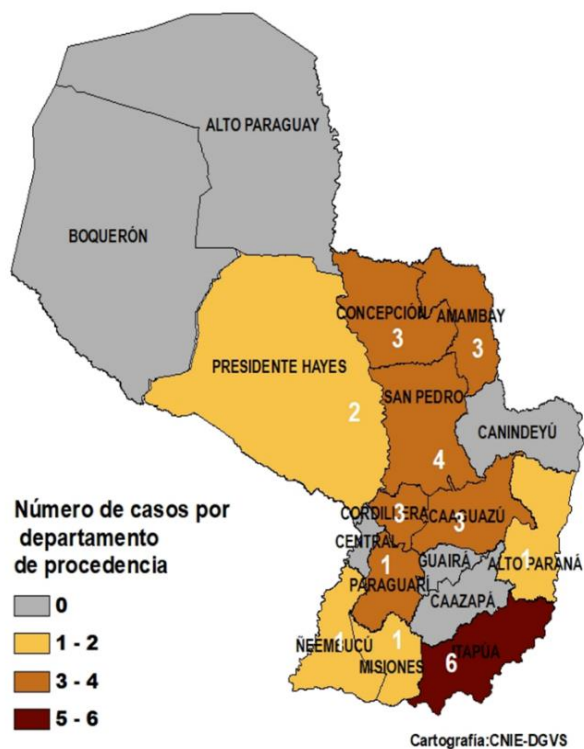 ALTO PARAGUAY
BOQUERÓN
CONCEPCIÓN
3
AMAMBAY
3
PRESIDENTE HAYES
2
SAN PEDRO
4
CANINDEYÚ
CORDILLERA
3
CAAGUAZÚ
3
CENTRAL
GUAIRÁ
ALTO PARANÁ
1
1
PARAGUARÍ
CAAZAPÁ
ÑEEMBUCÚ
1
1
MISIONES
ITAPÚA
6
Número de casos por
departamento
de procedencia
0
1 - 2
3 - 4
5 - 6
Cartografía:CNIE-DGVS